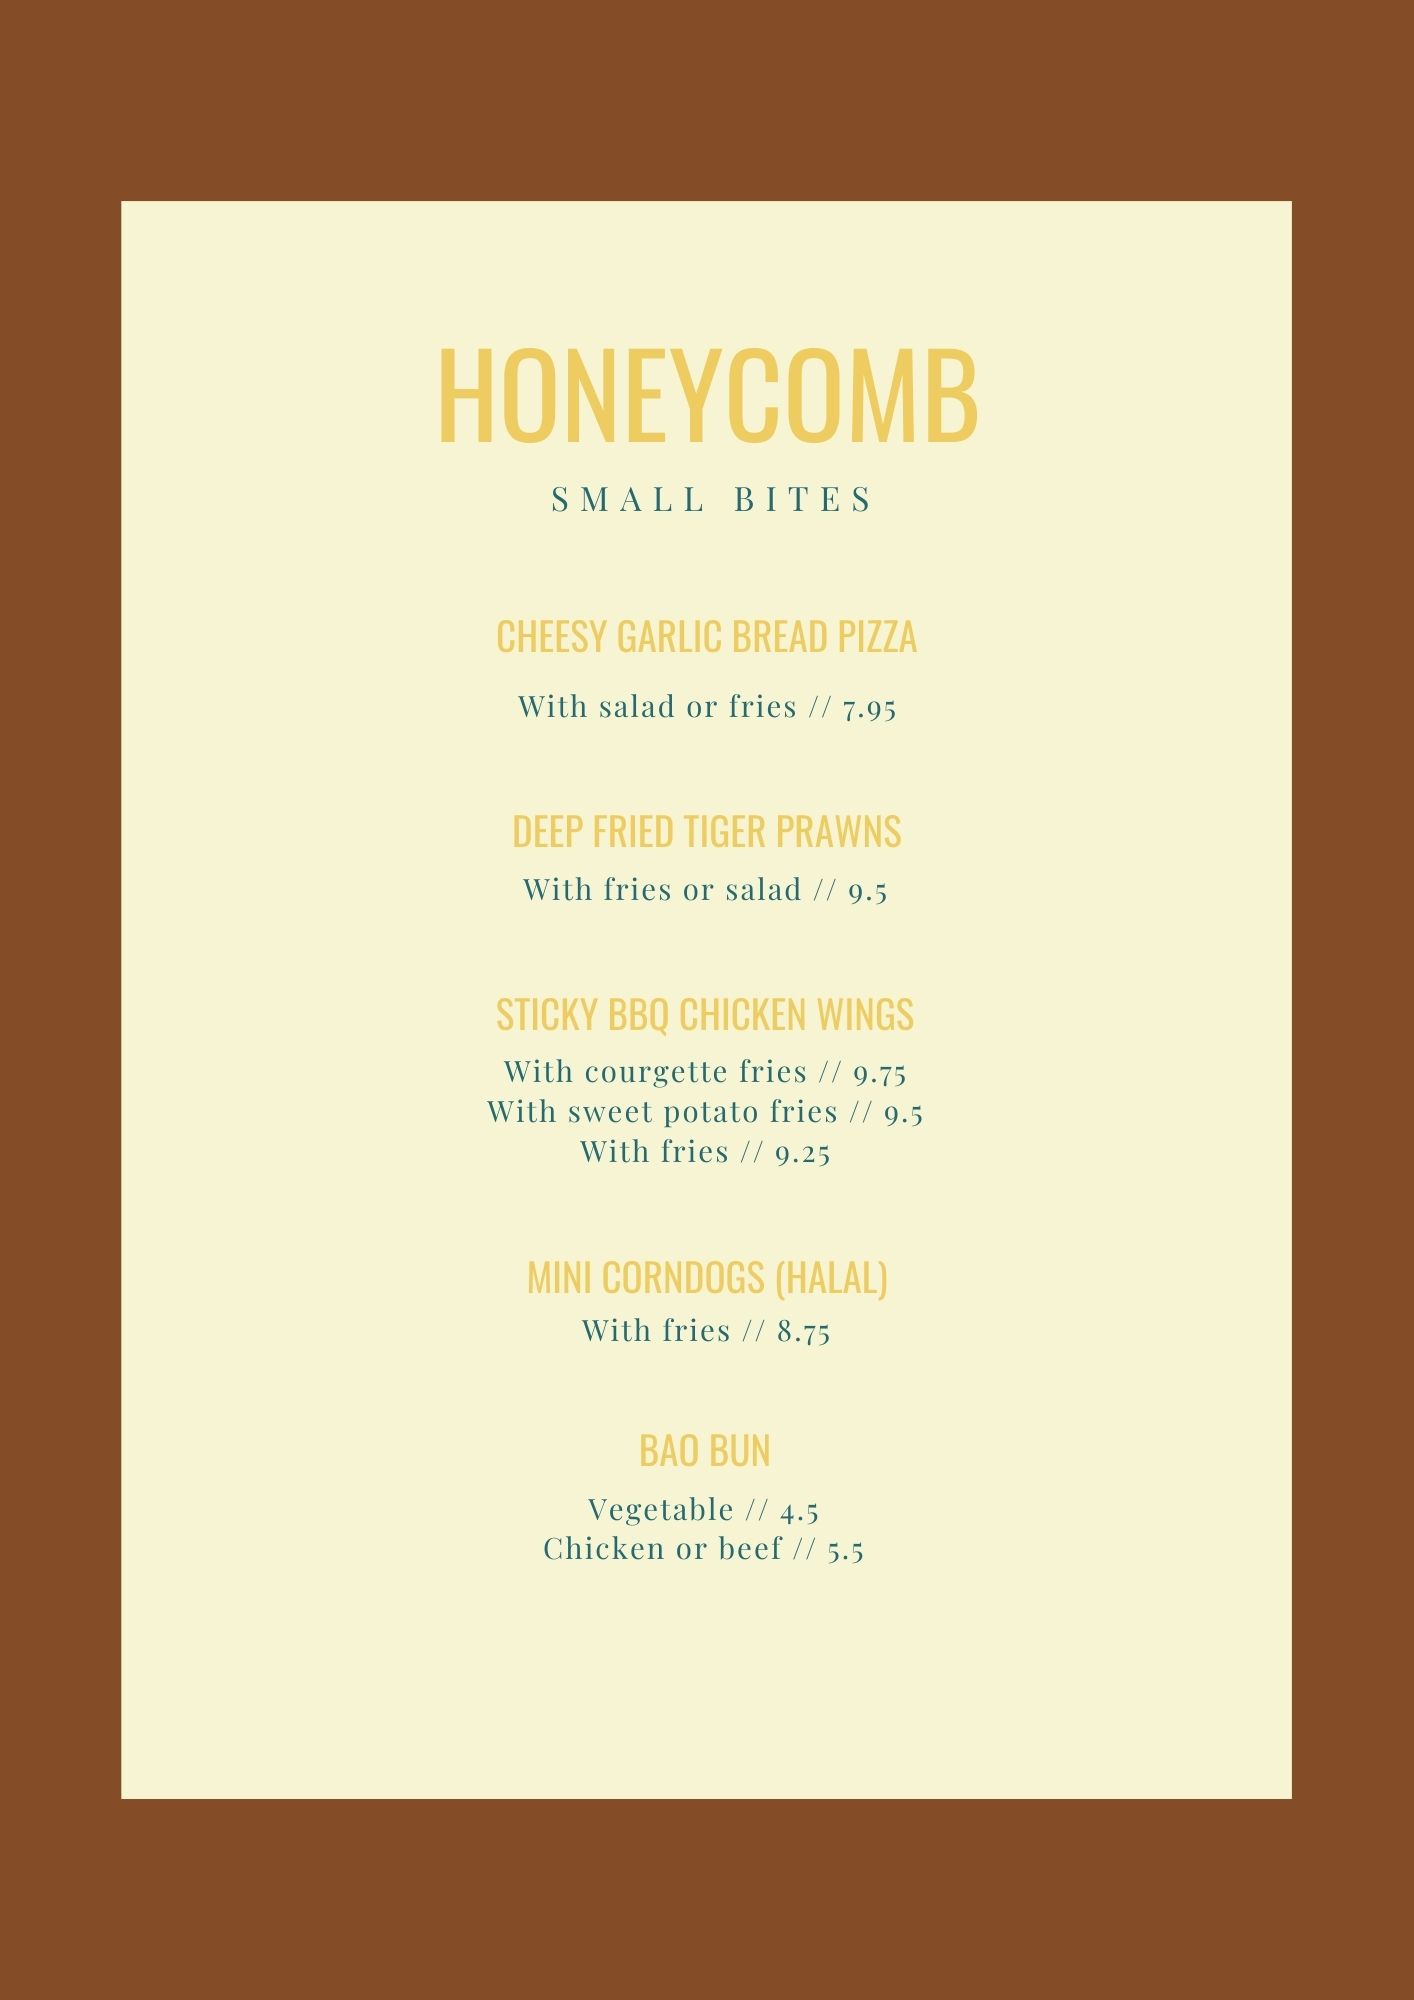 HONEYCOMB
SMALL BITES
CHEESY GARLIC BREAD PIZZA
With salad or fries // 7.95
DEEP FRIED TIGER PRAWNS
With fries or salad // 9.5
STICKY BBQ CHICKEN WINGS
With courgette fries // 9.75
With sweet potato fries // 9.5
With fries // 9.25
MINI CORNDOGS (HALAL)
With fries // 8.75
BAO BUN
Vegetable // 4.5
Chicken or beef // 5.5